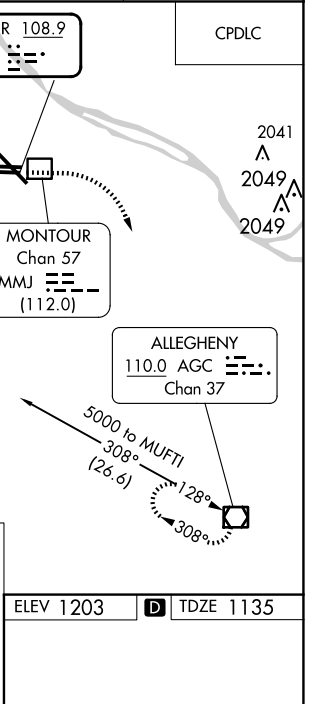 R 108.9
CPDLC
2041
2049
2049
MONTOUR
Chan 57
MMJ
(112.0)
ALLEGHENY
110.0 AGC
Chan 37
5000 to MUFTI
308°
(26.6)
128°
308°
ELEV 1203
D
TDZE 1135